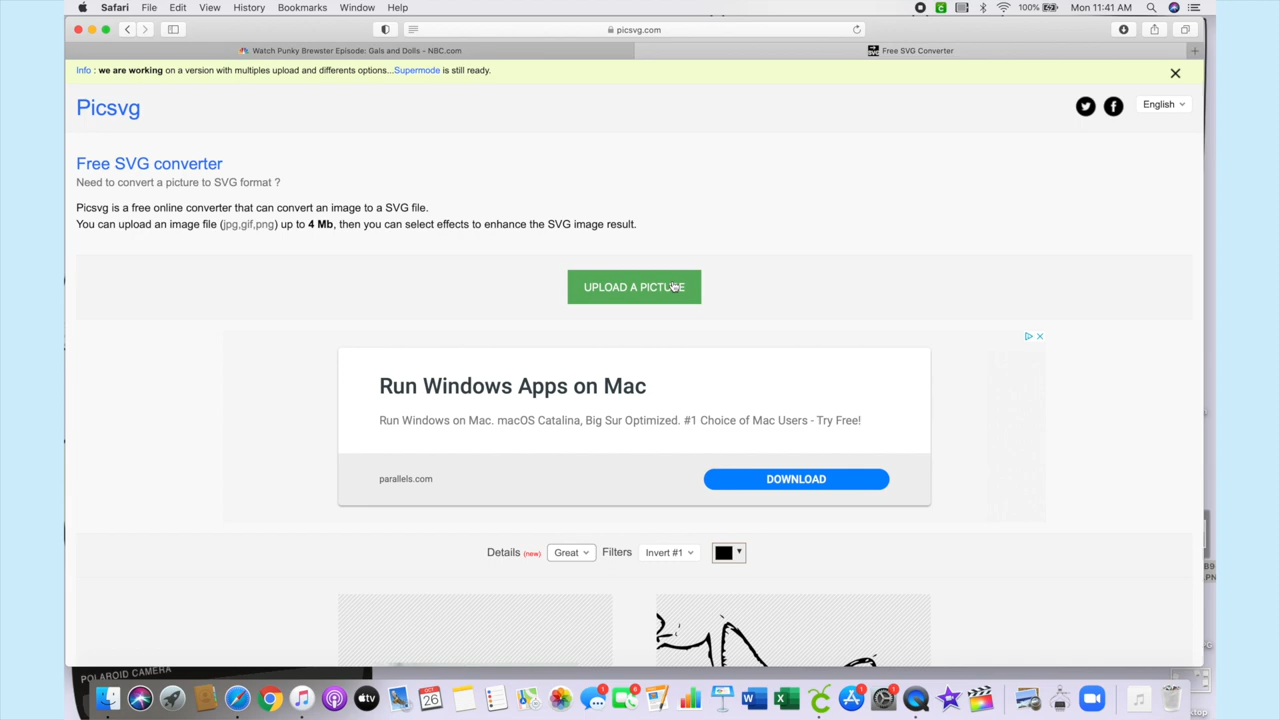 Safari File Edit View History Bookmarks Window Help 100% Mon 11:41 AM
picsvg.com
Watch Punky Brewster Episode: Gals and Dolls - NBC.com Free SVG Converter
Info : we are working on a version with multiples upload and differents options...Supermode is still ready.
Picsvg English
Free SVG converter
Need to convert a picture to SVG format ?
Picsvg is a free online converter that can convert an image to a SVG file.
You can upload an image file (jpg,gif,png) up to 4 Mb, then you can select effects to enhance the SVG image result.
UPLOAD A PICTURE
Run Windows Apps on Mac
Run Windows on Mac. macOS Catalina, Big Sur Optimized. #1 Choice of Mac Users - Try Free!
parallels.com DOWNLOAD
Details (new) Great Filters Invert #1
POLAROID CAMERA